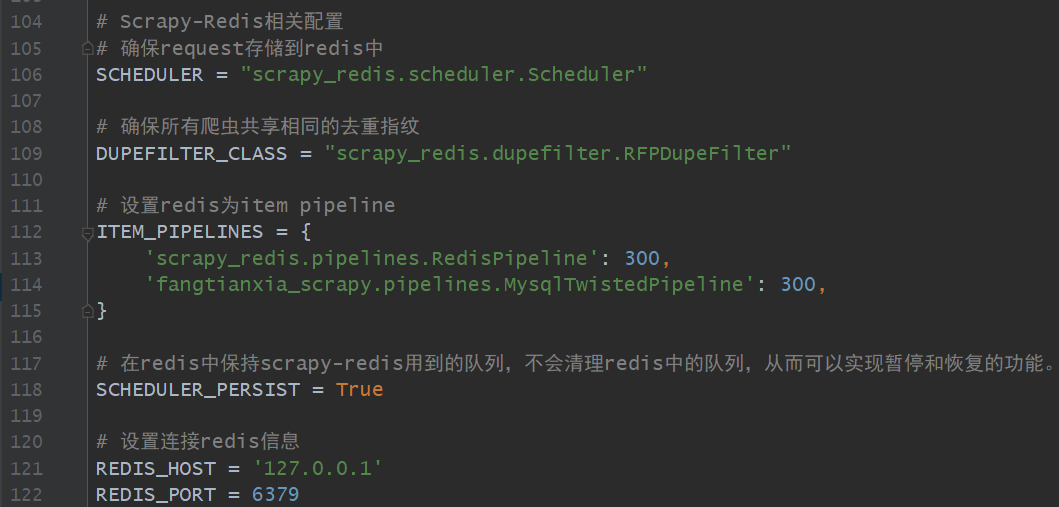 104 # Scrapy-Redis相关配置
105 # 确保request存储到redis中
106 SCHEDULER = "scrapy_redis.scheduler.Scheduler"
107
108 # 确保所有爬虫共享相同的去重指纹
109 DUPEFILTER_CLASS = "scrapy_redis.dupefilter.RFPDupeFilter"
110
111 # 设置redis为item pipeline
112 ITEM_PIPELINES = {
113     'scrapy_redis.pipelines.RedisPipeline': 300,
114     'fangtianxia_scrapy.pipelines.MysqlTwistedPipeline': 300,
115 }
116
117 # 在redis中保持scrapy-redis用到的队列，不会清理redis中的队列，从而可以实现暂停和恢复的功能。
118 SCHEDULER_PERSIST = True
119
120 # 设置连接redis信息
121 REDIS_HOST = '127.0.0.1'
122 REDIS_PORT = 6379